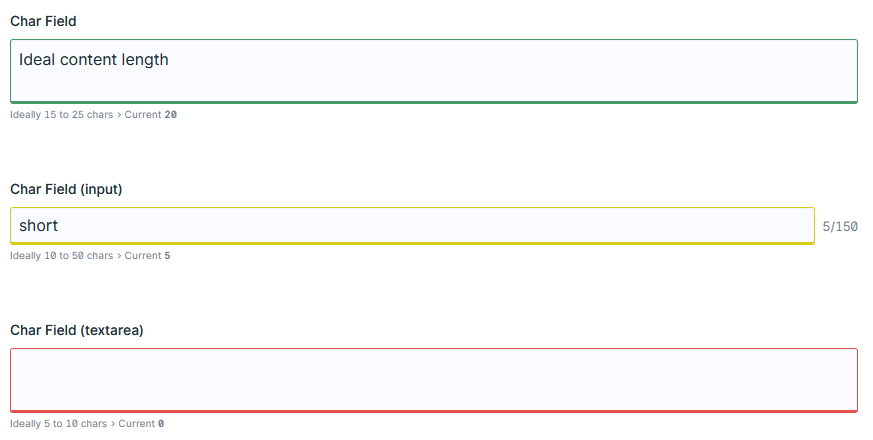 Char Field
Ideal content length
Ideally 15 to 25 chars > Current 20
Char Field (input)
short
5/150
Ideally 10 to 50 chars > Current 5
Char Field (textarea)
Ideally 5 to 10 chars > Current 0